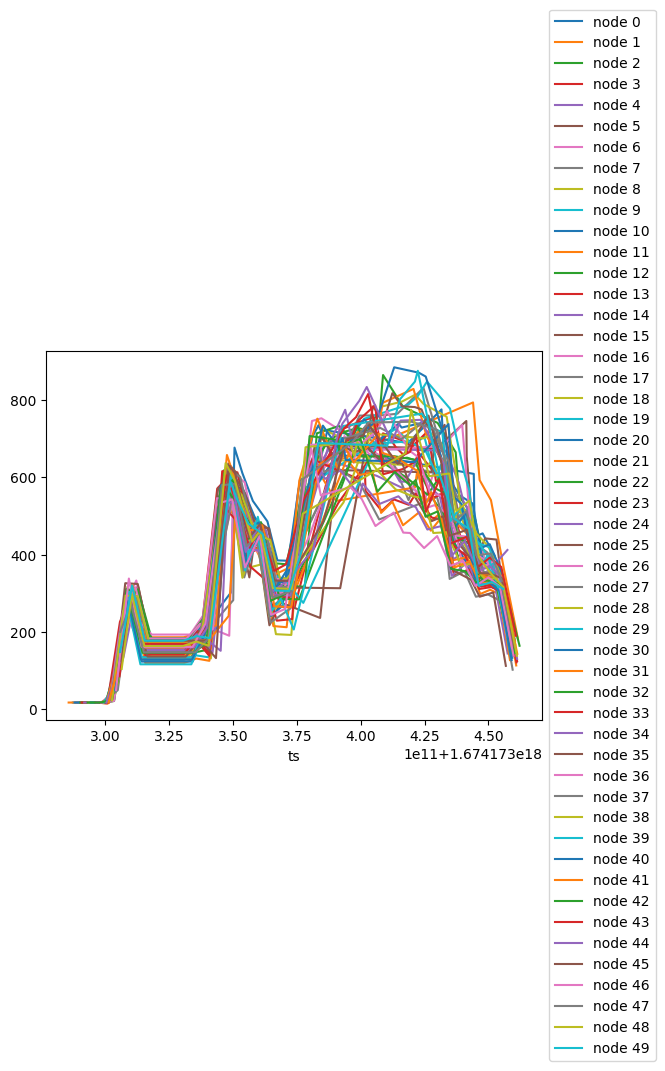 node 0
node 1
node 2
node 3
node 4
node 5
node 6
node 7
node 8
node 9
node 10
node 11
node 12
node 13
node 14
node 15
node 16
node 17
node 18
node 19
node 20
node 21
node 22
node 23
node 24
node 25
node 26
node 27
node 28
node 29
node 30
node 31
node 32
node 33
node 34
node 35
node 36
node 37
node 38
node 39
node 40
node 41
node 42
node 43
node 44
node 45
node 46
node 47
node 48
node 49
800
600
400
200
0
3.00 3.25 3.50 3.75 4.00 4.25 4.50
1e11+1.674173e18
ts